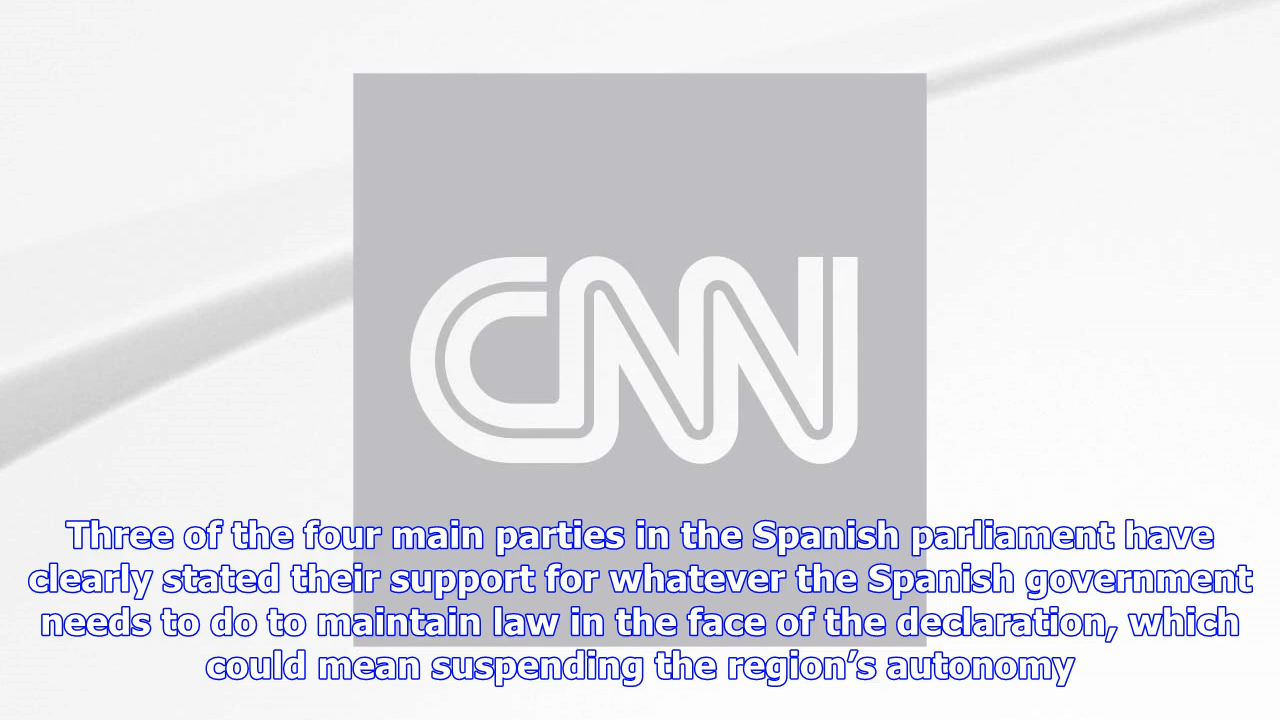 CNN
Three of the four main parties in the Spanish parliament have
clearly stated their support for whatever the Spanish government
needs to do to maintain law in the face of the declaration, which
could mean suspending the region’s autonomy